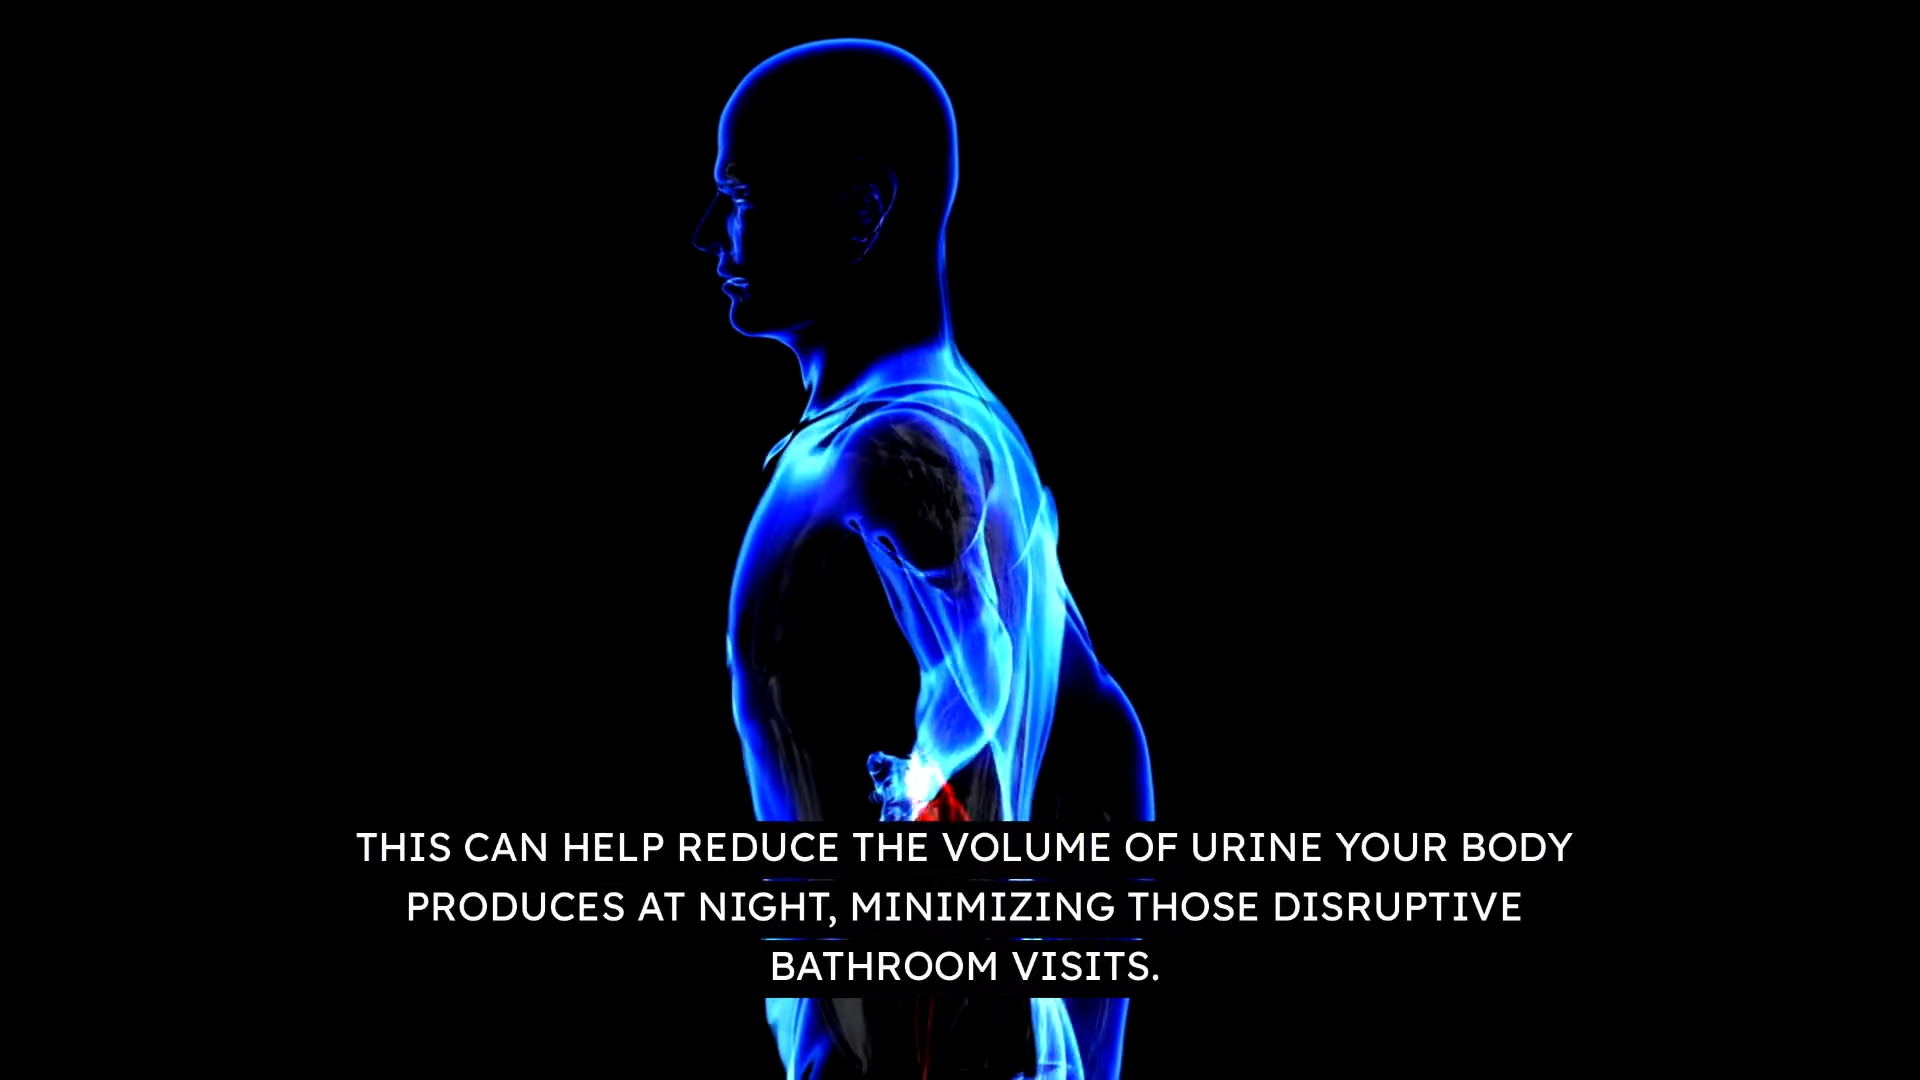 THIS CAN HELP REDUCE THE VOLUME OF URINE YOUR BODY
PRODUCES AT NIGHT, MINIMIZING THOSE DISRUPTIVE
BATHROOM VISITS.